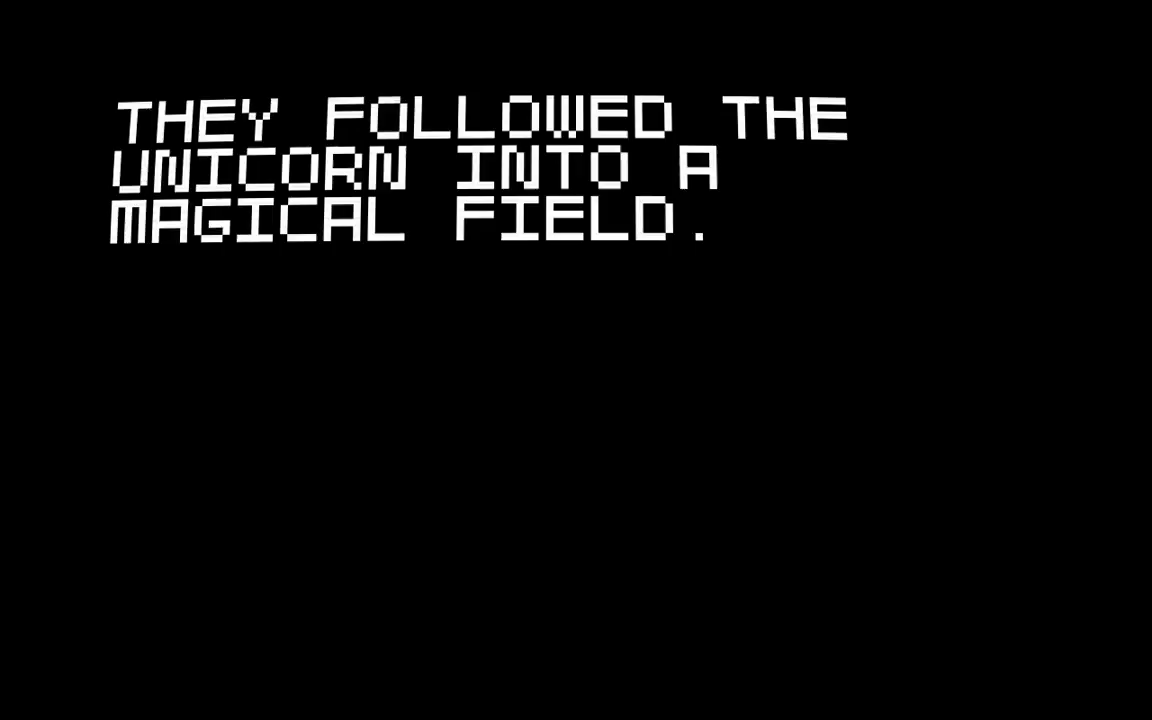 THEY FOLLOWED THE
UNICORN INTO A
MAGICAL FIELD.